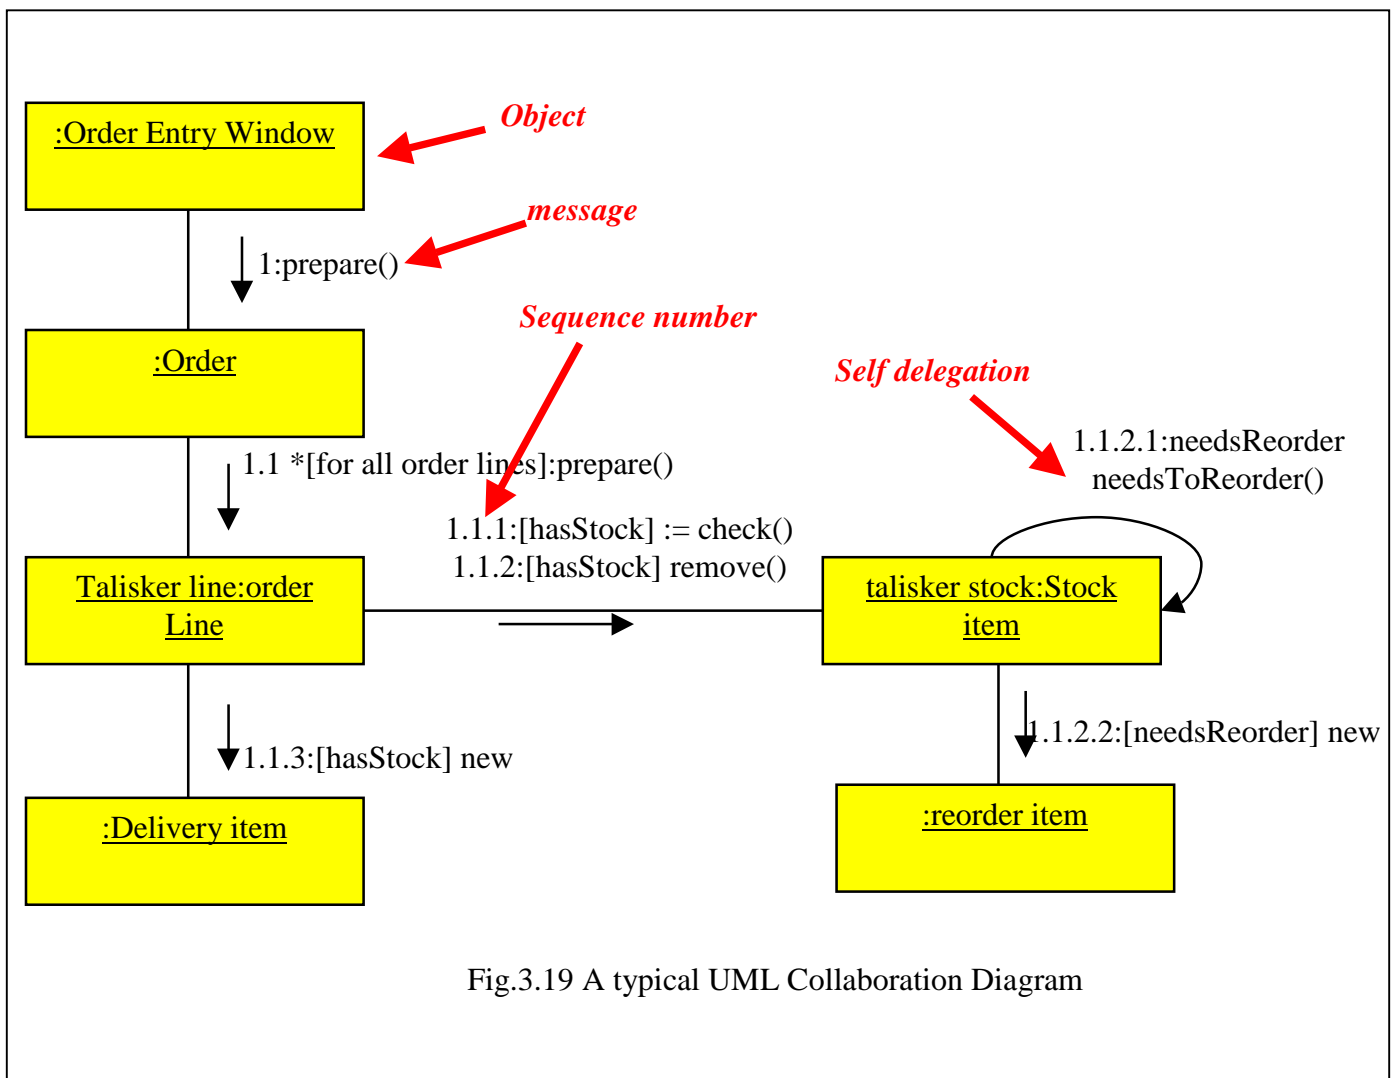 :Order Entry Window
Object
message
1:prepare()
Sequence number
:Order
Self delegation
1.1 *[for all order lines]:prepare()
1.1.2.1:needsReorder
needsToReorder()
1.1.1:[hasStock] := check()
1.1.2:[hasStock] remove()
Talisker line:order
Line
talisker stock:Stock
item
1.1.3:[hasStock] new
1.1.2.2:[needsReorder] new
:Delivery item
:reorder item
Fig.3.19 A typical UML Collaboration Diagram